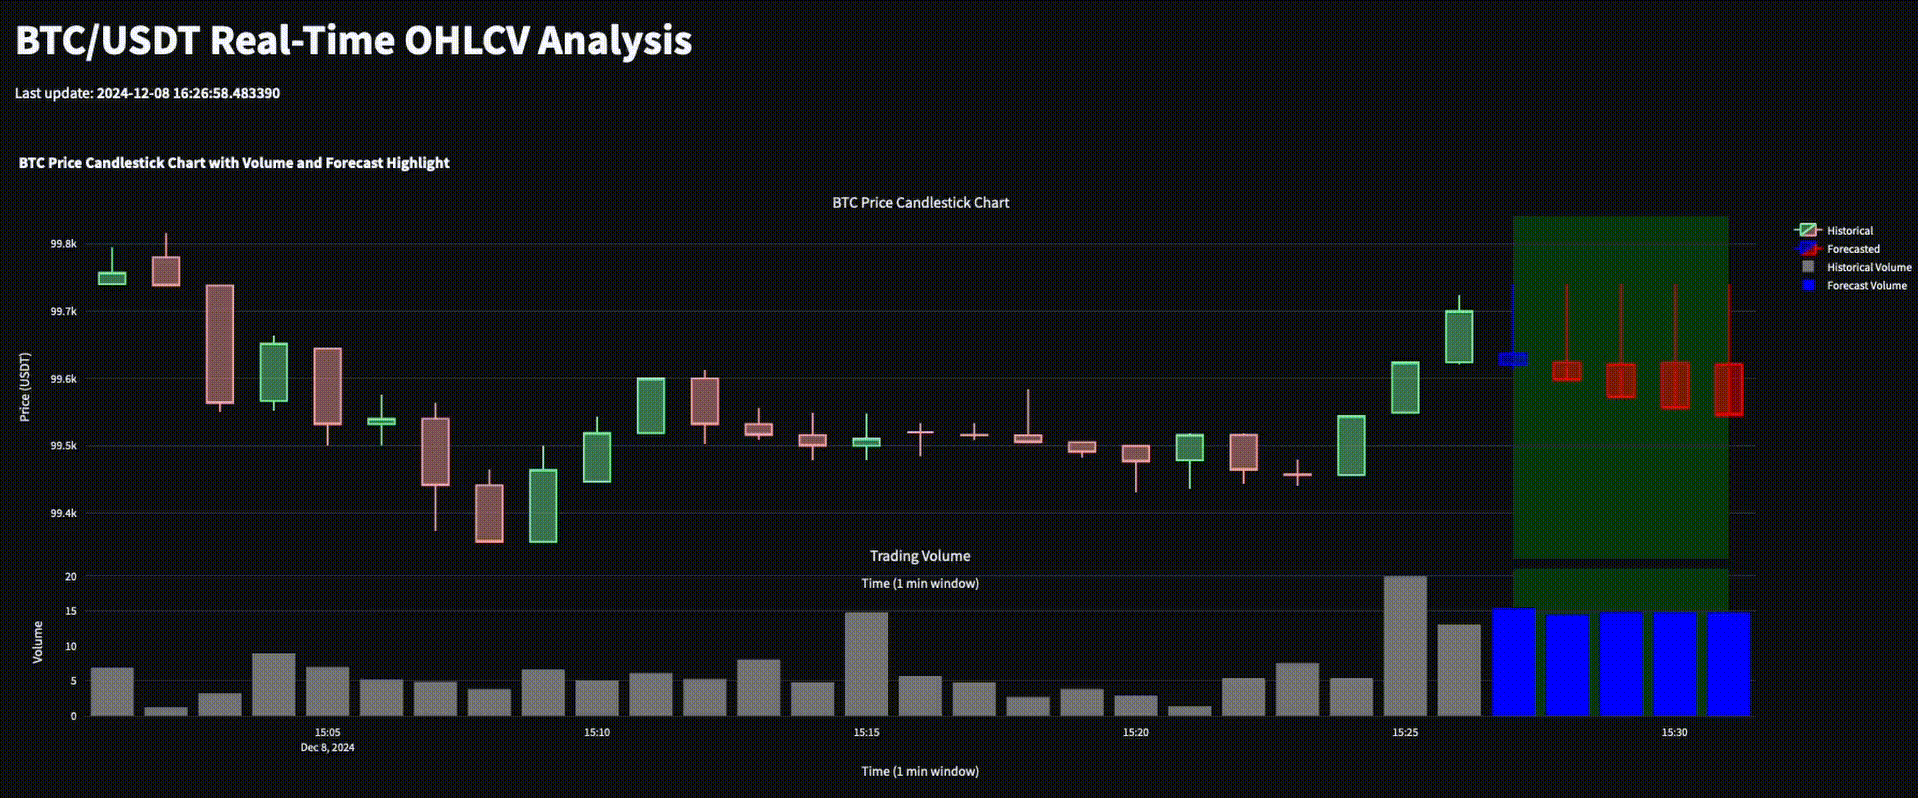 BTC/USDT Real-Time OHLCV Analysis
Last update: 2024-12-08 16:26:58.483390
BTC Price Candlestick Chart with Volume and Forecast Highlight
BTC Price Candlestick Chart
Historical
Forecasted
Historical Volume
Forecast Volume
Price (USDT)
99.8k
99.7k
99.6k
99.5k
99.4k
Trading Volume
Time (1 min window)
Volume
20
15
10
5
0
15:05
15:10
15:15
15:20
15:25
15:30
Dec 8, 2024
Time (1 min window)